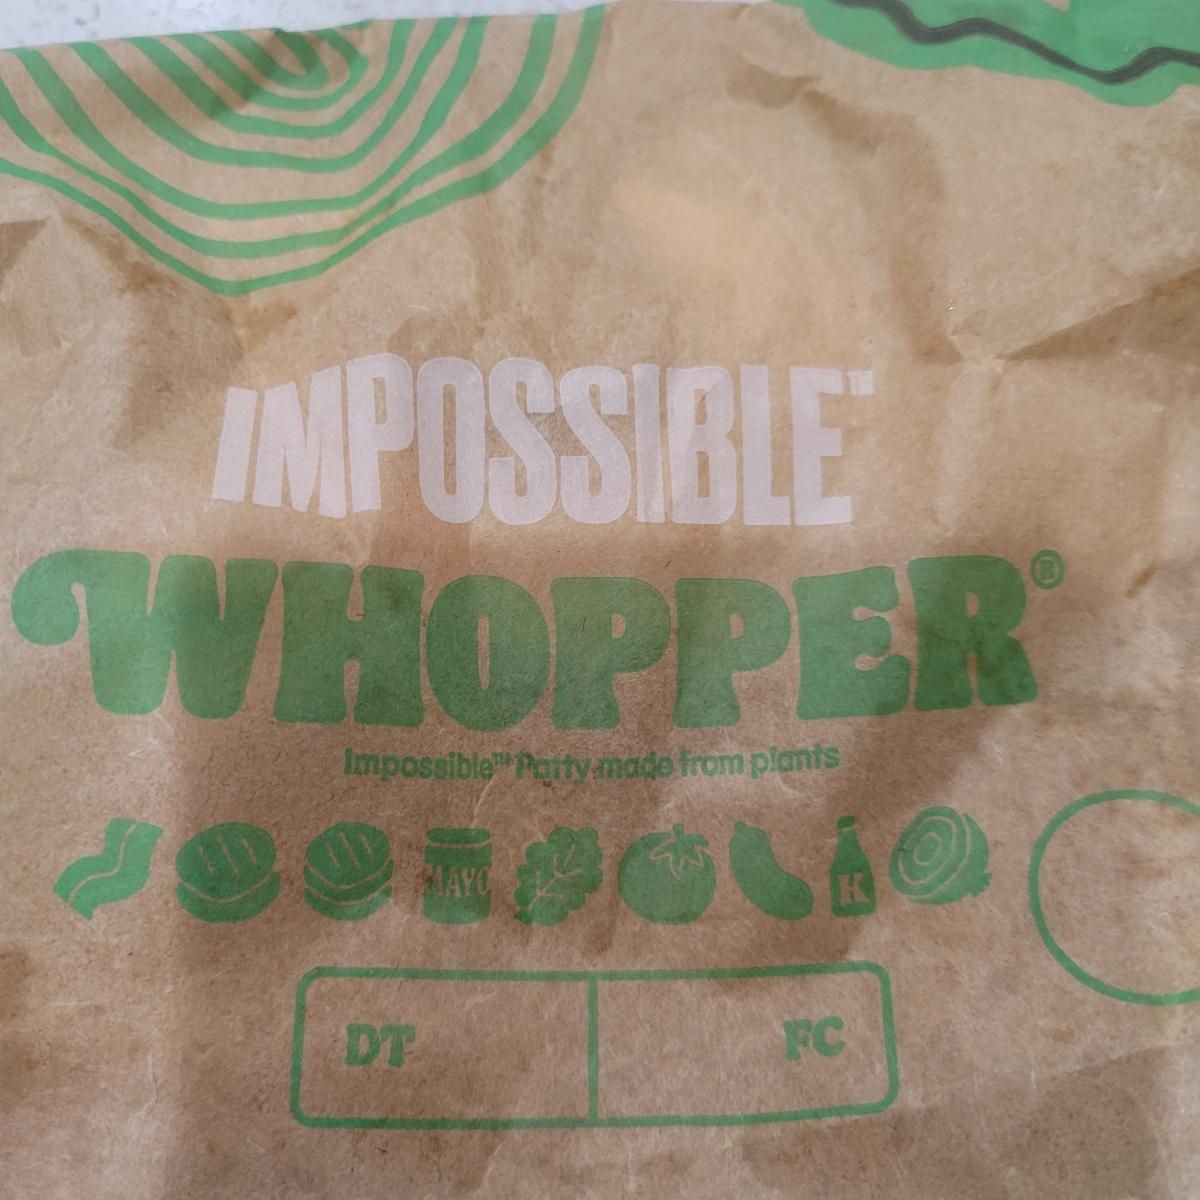 IMPOSSIBLE™
WHOPPER®
Impossible™ Patty made from plants
MAYO
K
DT FC